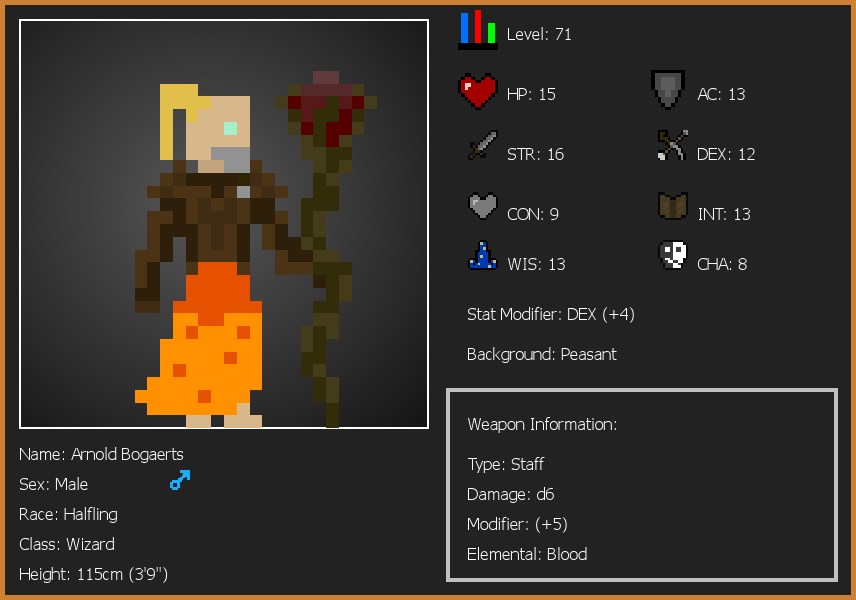 Level: 71
HP: 15
AC: 13
STR: 16
DEX: 12
CON: 9
INT: 13
WIS: 13
CHA: 8
Stat Modifier: DEX (+4)
Background: Peasant
Weapon Information:
Type: Staff
Damage: d6
Modifier: (+5)
Elemental: Blood
Name: Arnold Bogaerts
Sex: Male
Race: Halfling
Class: Wizard
Height: 115cm (3'9")